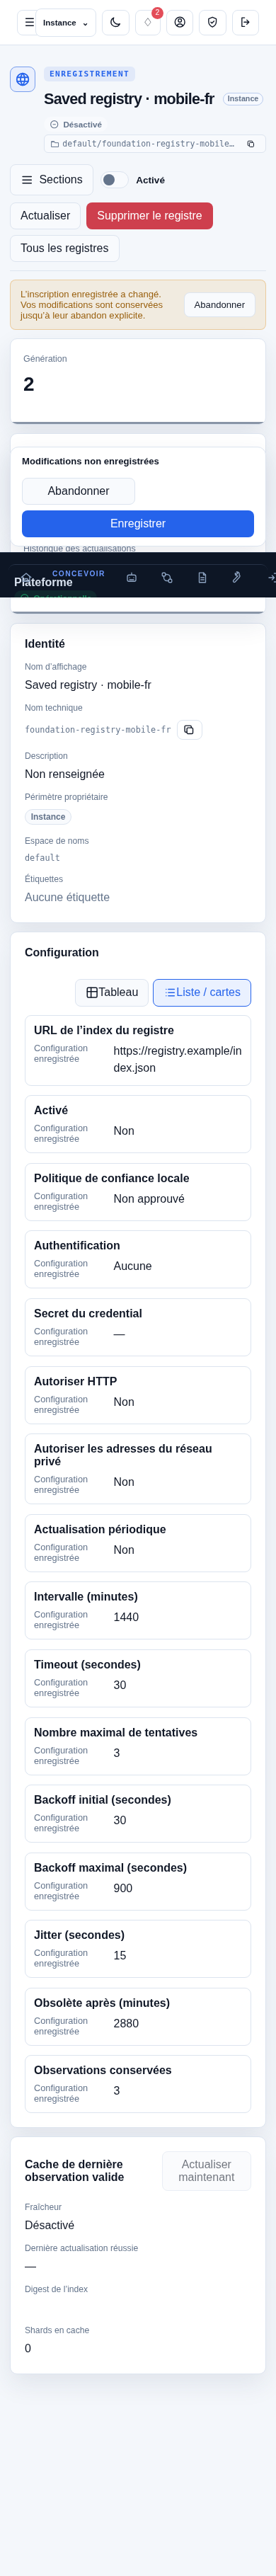 Instance
2
ENREGISTREMENT
Saved registry · mobile-fr
Instance
Désactivé
default/foundation-registry-mobile…
Sections
Activé
Actualiser
Supprimer le registre
Tous les registres
L’inscription enregistrée a changé.
Vos modifications sont conservées
jusqu’à leur abandon explicite.
Abandonner
Génération
2
Modifications non enregistrées
Abandonner
Enregistrer
Historique des actualisations
CONCEVOIR
Plateforme
Opérationnelle
Identité
Nom d’affichage
Saved registry · mobile-fr
Nom technique
foundation-registry-mobile-fr
Description
Non renseignée
Périmètre propriétaire
Instance
Espace de noms
default
Étiquettes
Aucune étiquette
Configuration
Tableau
Liste / cartes
URL de l’index du registre
Configuration
enregistrée
https://registry.example/in
dex.json
Activé
Configuration
enregistrée
Non
Politique de confiance locale
Configuration
enregistrée
Non approuvé
Authentification
Configuration
enregistrée
Aucune
Secret du credential
Configuration
enregistrée
—
Autoriser HTTP
Configuration
enregistrée
Non
Autoriser les adresses du réseau
privé
Configuration
enregistrée
Non
Actualisation périodique
Configuration
enregistrée
Non
Intervalle (minutes)
Configuration
enregistrée
1440
Timeout (secondes)
Configuration
enregistrée
30
Nombre maximal de tentatives
Configuration
enregistrée
3
Backoff initial (secondes)
Configuration
enregistrée
30
Backoff maximal (secondes)
Configuration
enregistrée
900
Jitter (secondes)
Configuration
enregistrée
15
Obsolète après (minutes)
Configuration
enregistrée
2880
Observations conservées
Configuration
enregistrée
3
Cache de dernière
observation valide
Actualiser
maintenant
Fraîcheur
Désactivé
Dernière actualisation réussie
—
Digest de l’index
Shards en cache
0